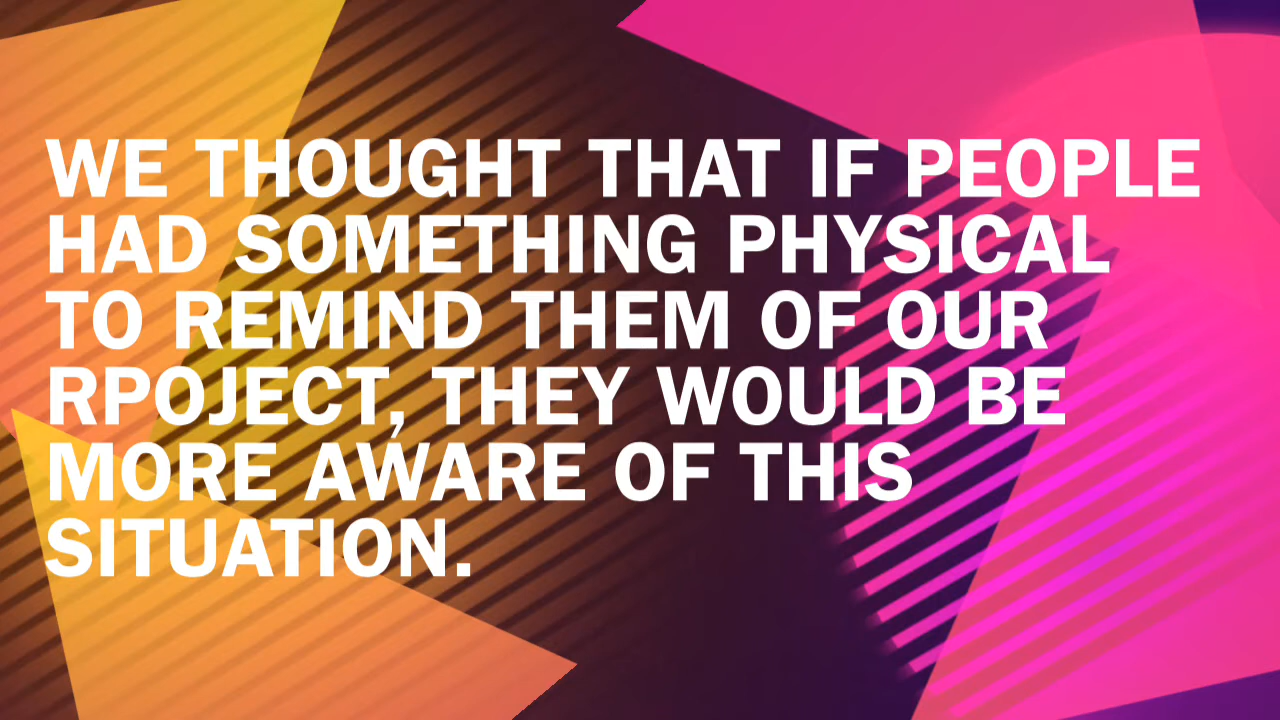 WE THOUGHT THAT IF PEOPLE
HAD SOMETHING PHYSICAL
TO REMIND THEM OF OUR
RPOJECT, THEY WOULD BE
MORE AWARE OF THIS
SITUATION.